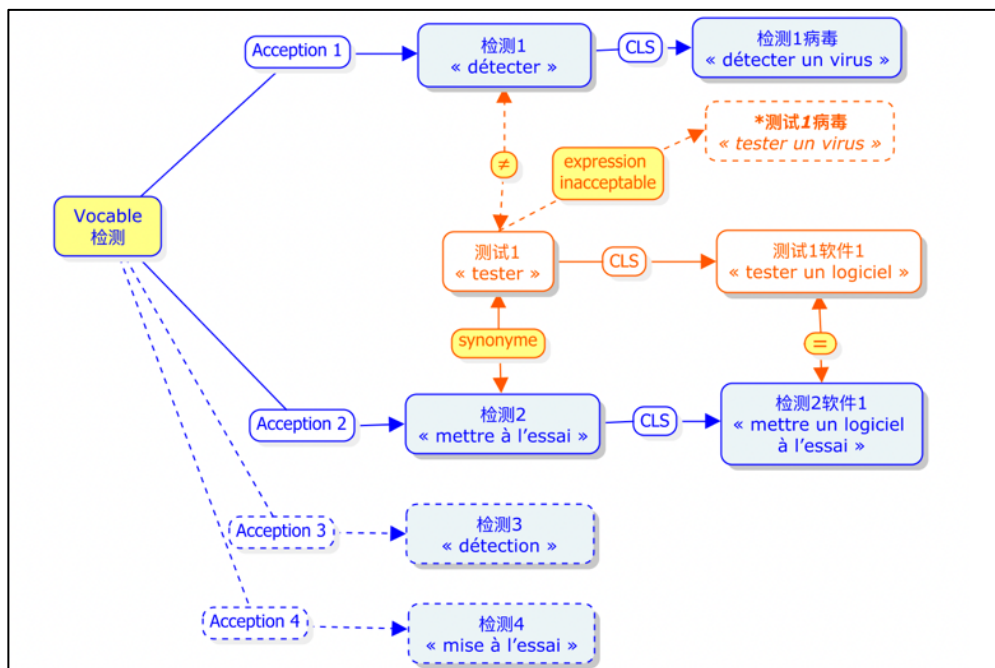 Acception 1
检测1
« détecter »
CLS
检测1病毒
« détecter un virus »
*测试1病毒
« tester un virus »
≠
expression
inacceptable
Vocable
检测
测试1
« tester »
CLS
测试1软件1
« tester un logiciel »
synonyme
=
Acception 2
检测2
« mettre à l’essai »
CLS
检测2软件1
« mettre un logiciel
à l’essai »
Acception 3
检测3
« détection »
Acception 4
检测4
« mise à l’essai »